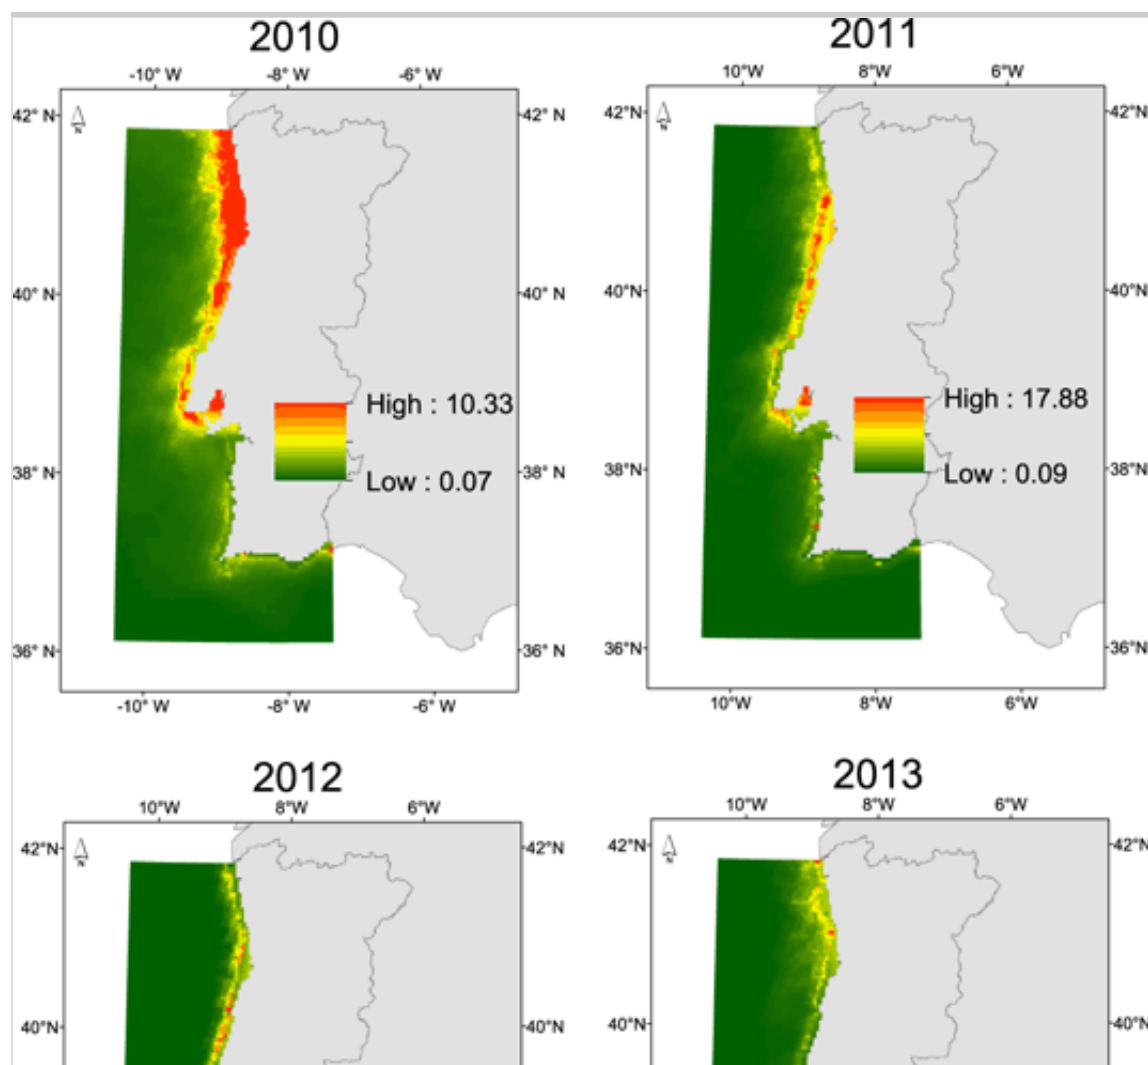 2010
-10° W -8° W -6° W
42° N 42° N
N
40° N 40° N
High : 10.33
Low : 0.07
38° N 38° N
36° N 36° N
-10° W -8° W -6° W
2011
10°W 8°W 6°W
42°N 42°N
N
40°N 40°N
High : 17.88
Low : 0.09
38°N 38°N
36°N 36°N
10°W 8°W 6°W
2012
10°W 8°W 6°W
42°N 42°N
N
40°N 40°N
2013
10°W 8°W 6°W
42°N 42°N
N
40°N 40°N